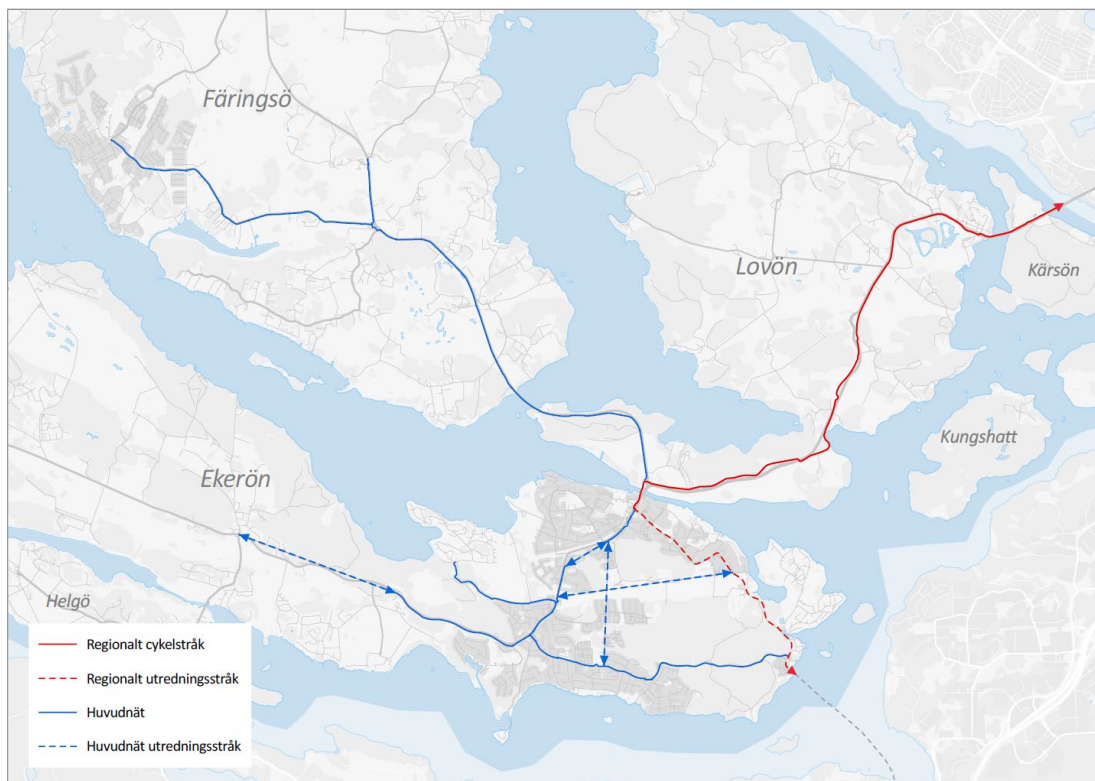 Färingsö
Lovön
Kärsön
Kungshatt
Ekerön
Helgö
Regionalt cykelstråk
Regionalt utredningsstråk
Huvudnät
Huvudnät utredningsstråk